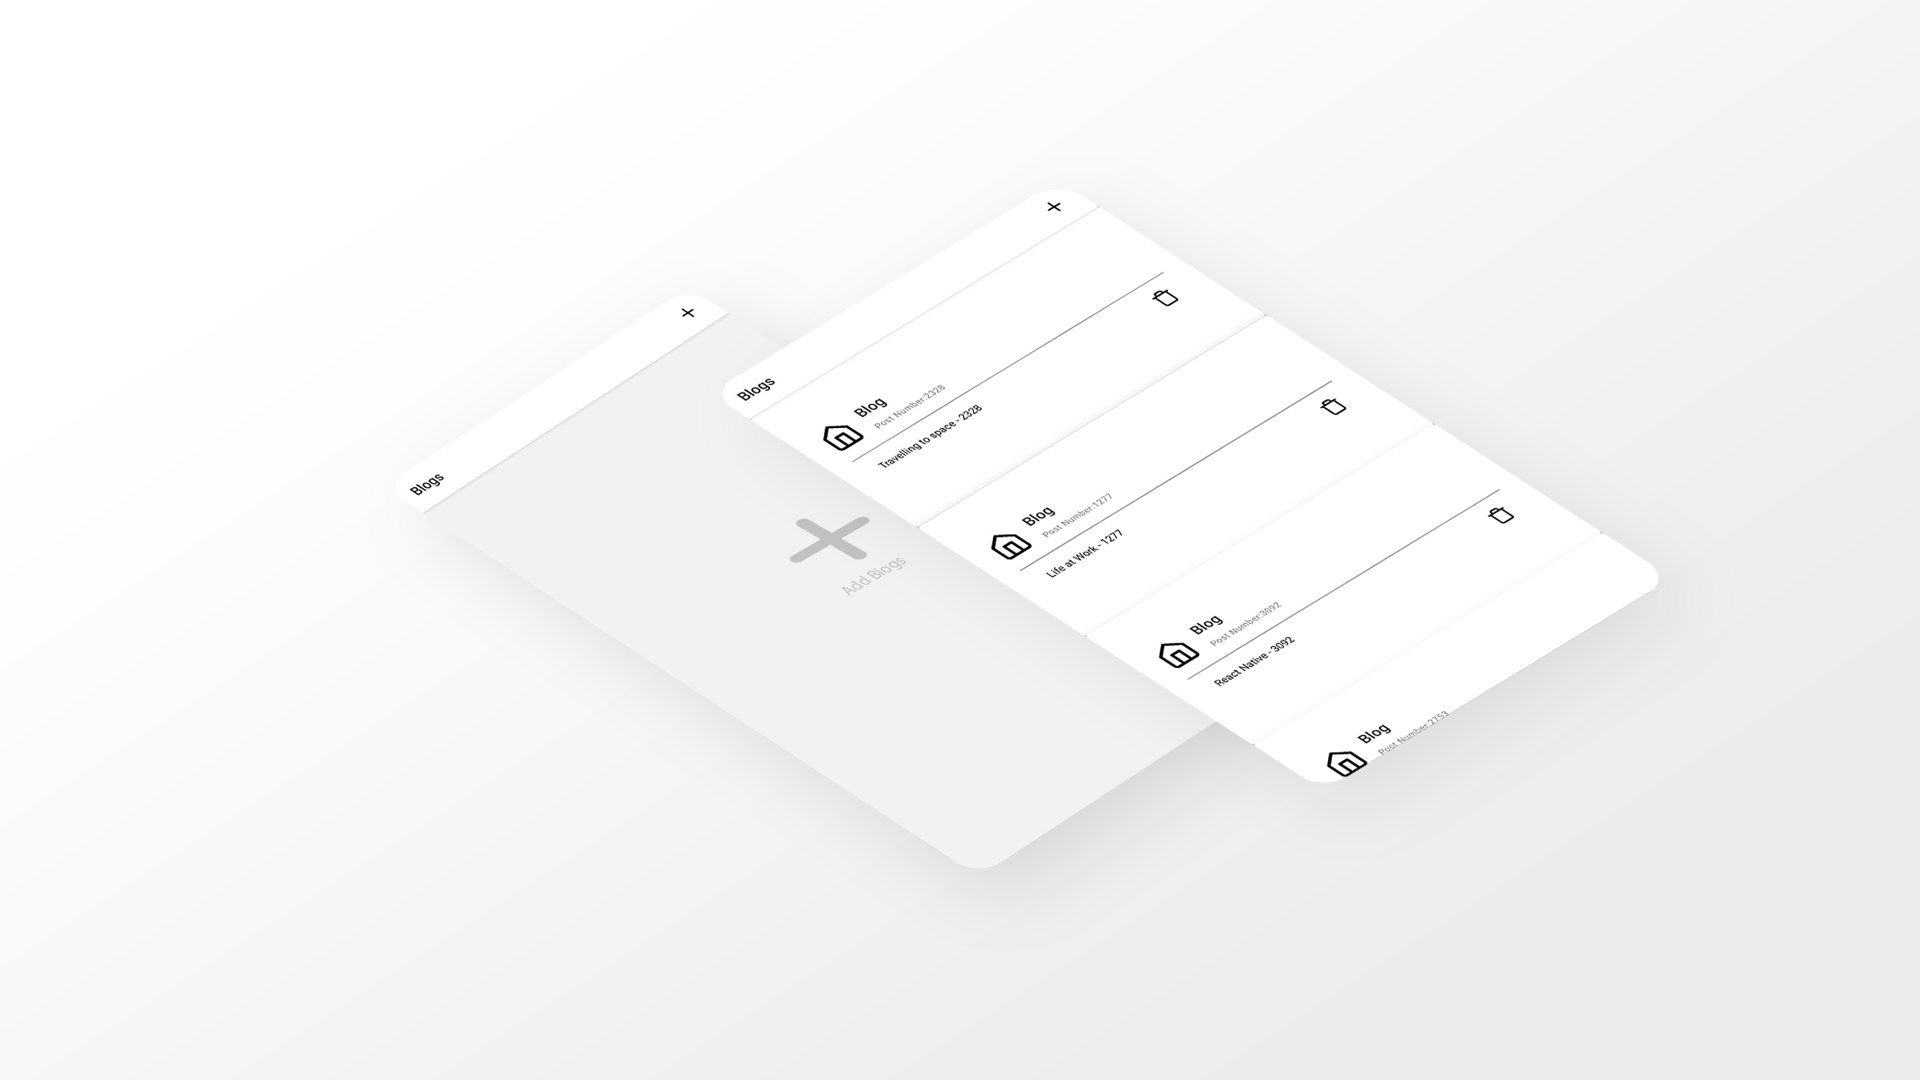 Blogs
Add Blogs
Blogs
Blog
Post Number:2328
Travelling to space - 2328
Blog
Post Number:1277
Life at Work - 1277
Blog
Post Number:3092
React Native - 3092
Blog
Post Number:2753